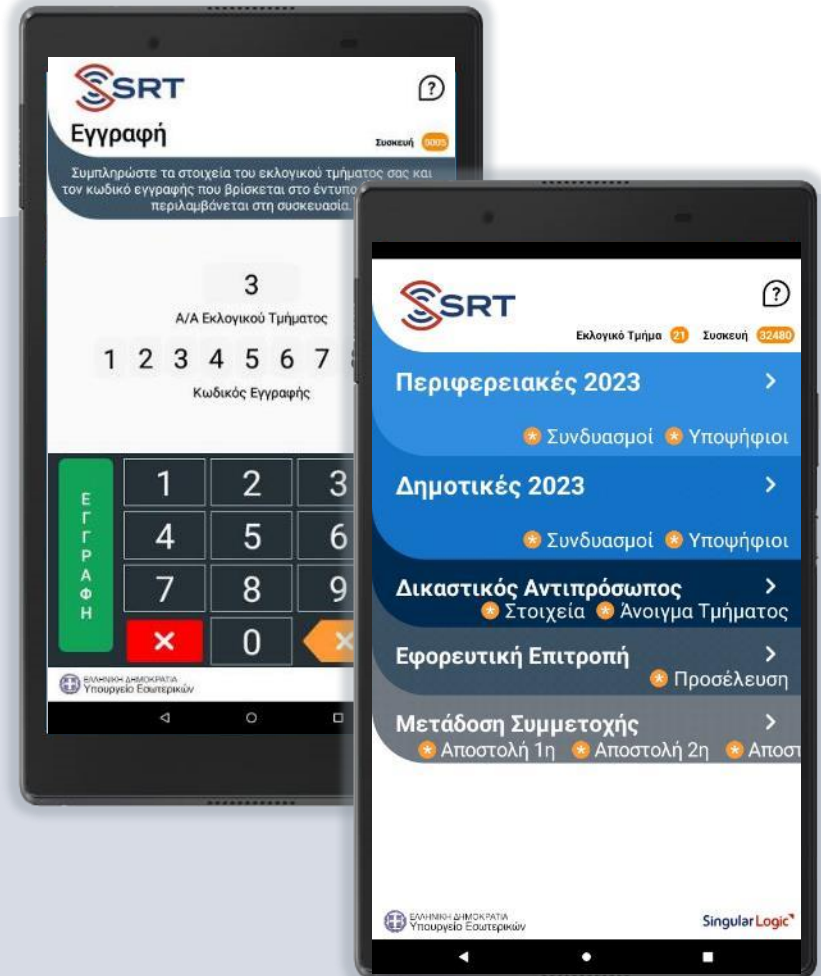 SRT
?
Εγγραφή
Συσκευή 5005
Συμπληρώστε τα στοιχεία του εκλογικού τμήματος σας και
τον κωδικό εγγραφής που βρίσκεται στο έντυπο
περιλαμβάνεται στη συσκευασία.
3
Α/Α Εκλογικού Τμήματος
1 2 3 4 5 6 7
Κωδικός Εγγραφής
ΕΓΓΡΑΦΗ
1 2 3
4 5 6
7 8 9
0
ΕΛΛΗΝΙΚΗ ΔΗΜΟΚΡΑΤΙΑ
Υπουργείο Εσωτερικών
SRT
?
Εκλογικό Τμήμα 21 Συσκευή 32480
Περιφερειακές 2023
Συνδυασμοί Υποψήφιοι
Δημοτικές 2023
Συνδυασμοί Υποψήφιοι
Δικαστικός Αντιπρόσωπος
Στοιχεία Άνοιγμα Τμήματος
Εφορευτική Επιτροπή
Προσέλευση
Μετάδοση Συμμετοχής
Αποστολή 1η Αποστολή 2η
ΕΛΛΗΝΙΚΗ ΔΗΜΟΚΡΑΤΙΑ
Υπουργείο Εσωτερικών
SingularLogic